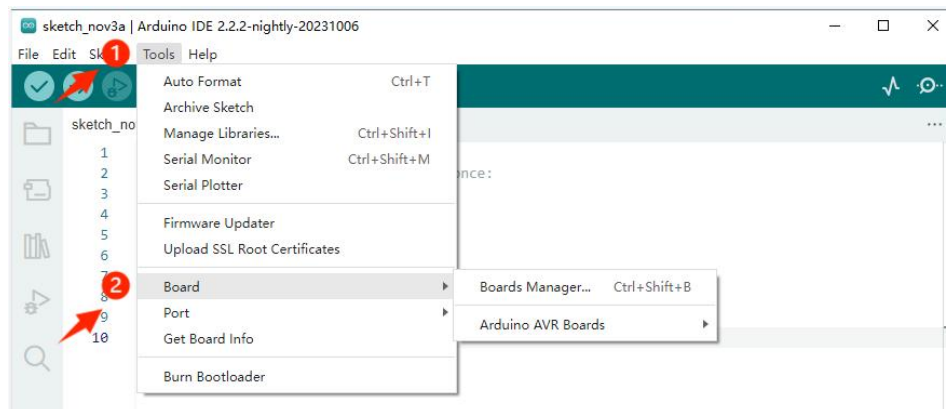 sketch_nov3a | Arduino IDE 2.2.2-nightly-20231006
File Edit Sk 1 Tools Help
Auto Format Ctrl+T
Archive Sketch
sketch_no
Manage Libraries... Ctrl+Shift+I
1
Serial Monitor Ctrl+Shift+M
2
nce:
Serial Plotter
3
4
Firmware Updater
5
Upload SSL Root Certificates
6
7
2
Board
Boards Manager... Ctrl+Shift+B
8
Port
9
Arduino AVR Boards
Get Board Info
10
Burn Bootloader